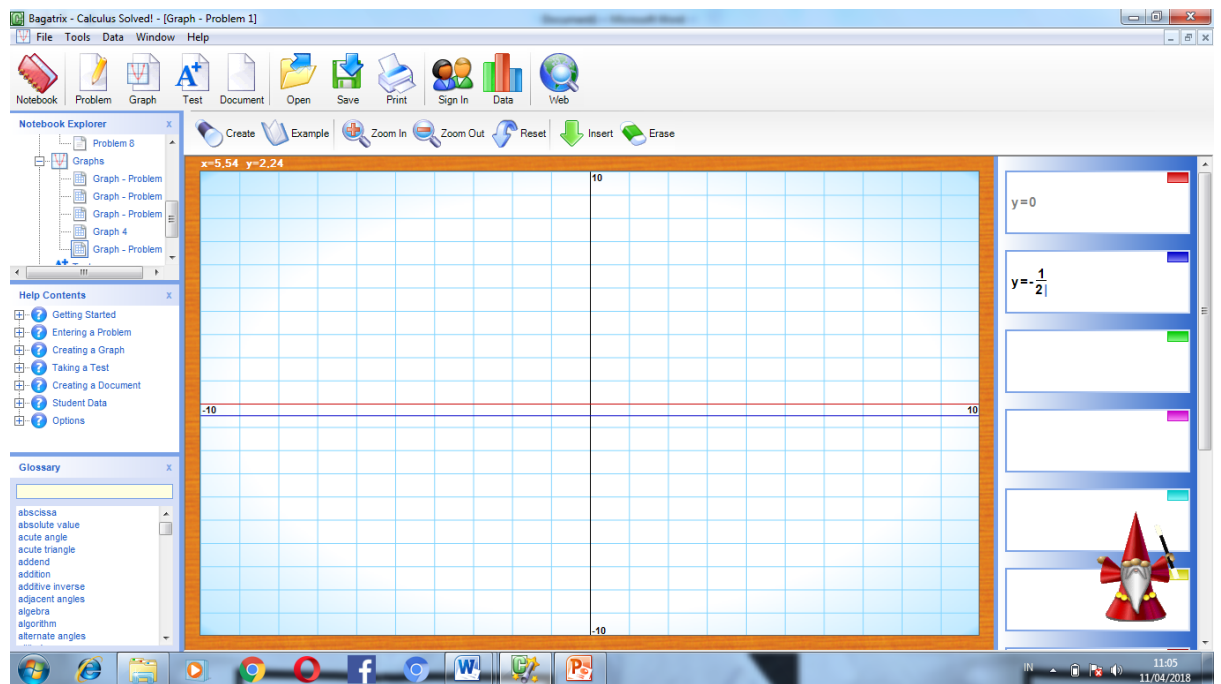 Bagatrix - Calculus Solved! - [Graph - Problem 1]
File Tools Data Window Help
Notebook Problem Graph Test Document Open Save Print Sign In Data Web
Notebook Explorer x
Create Example Zoom In Zoom Out Reset Insert Erase
Problem 8
Graphs
Graph - Problem
Graph - Problem
Graph - Problem
Graph 4
Graph - Problem
x=5,54 y=2,24
10
-10
10
-10
y=0
y=-1/2
Help Contents x
Getting Started
Entering a Problem
Creating a Graph
Taking a Test
Creating a Document
Student Data
Options
Glossary x
abscissa
absolute value
acute angle
acute triangle
addend
addition
additive inverse
adjacent angles
algebra
algorithm
alternate angles
IN
11:05
11/04/2018